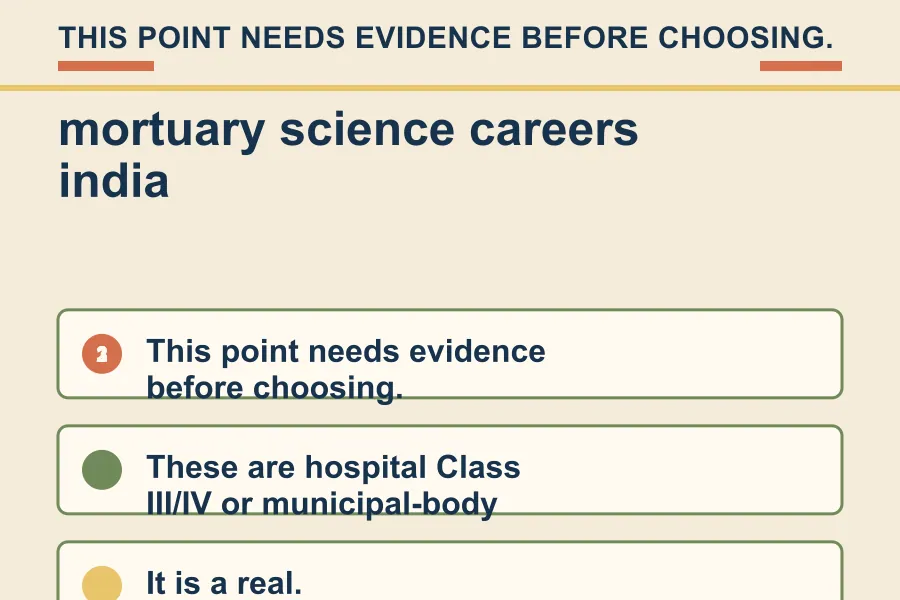 THIS POINT NEEDS EVIDENCE BEFORE CHOOSING.
mortuary science careers
india
This point needs evidence
before choosing.
These are hospital Class
III/IV or municipal-body
It is a real.